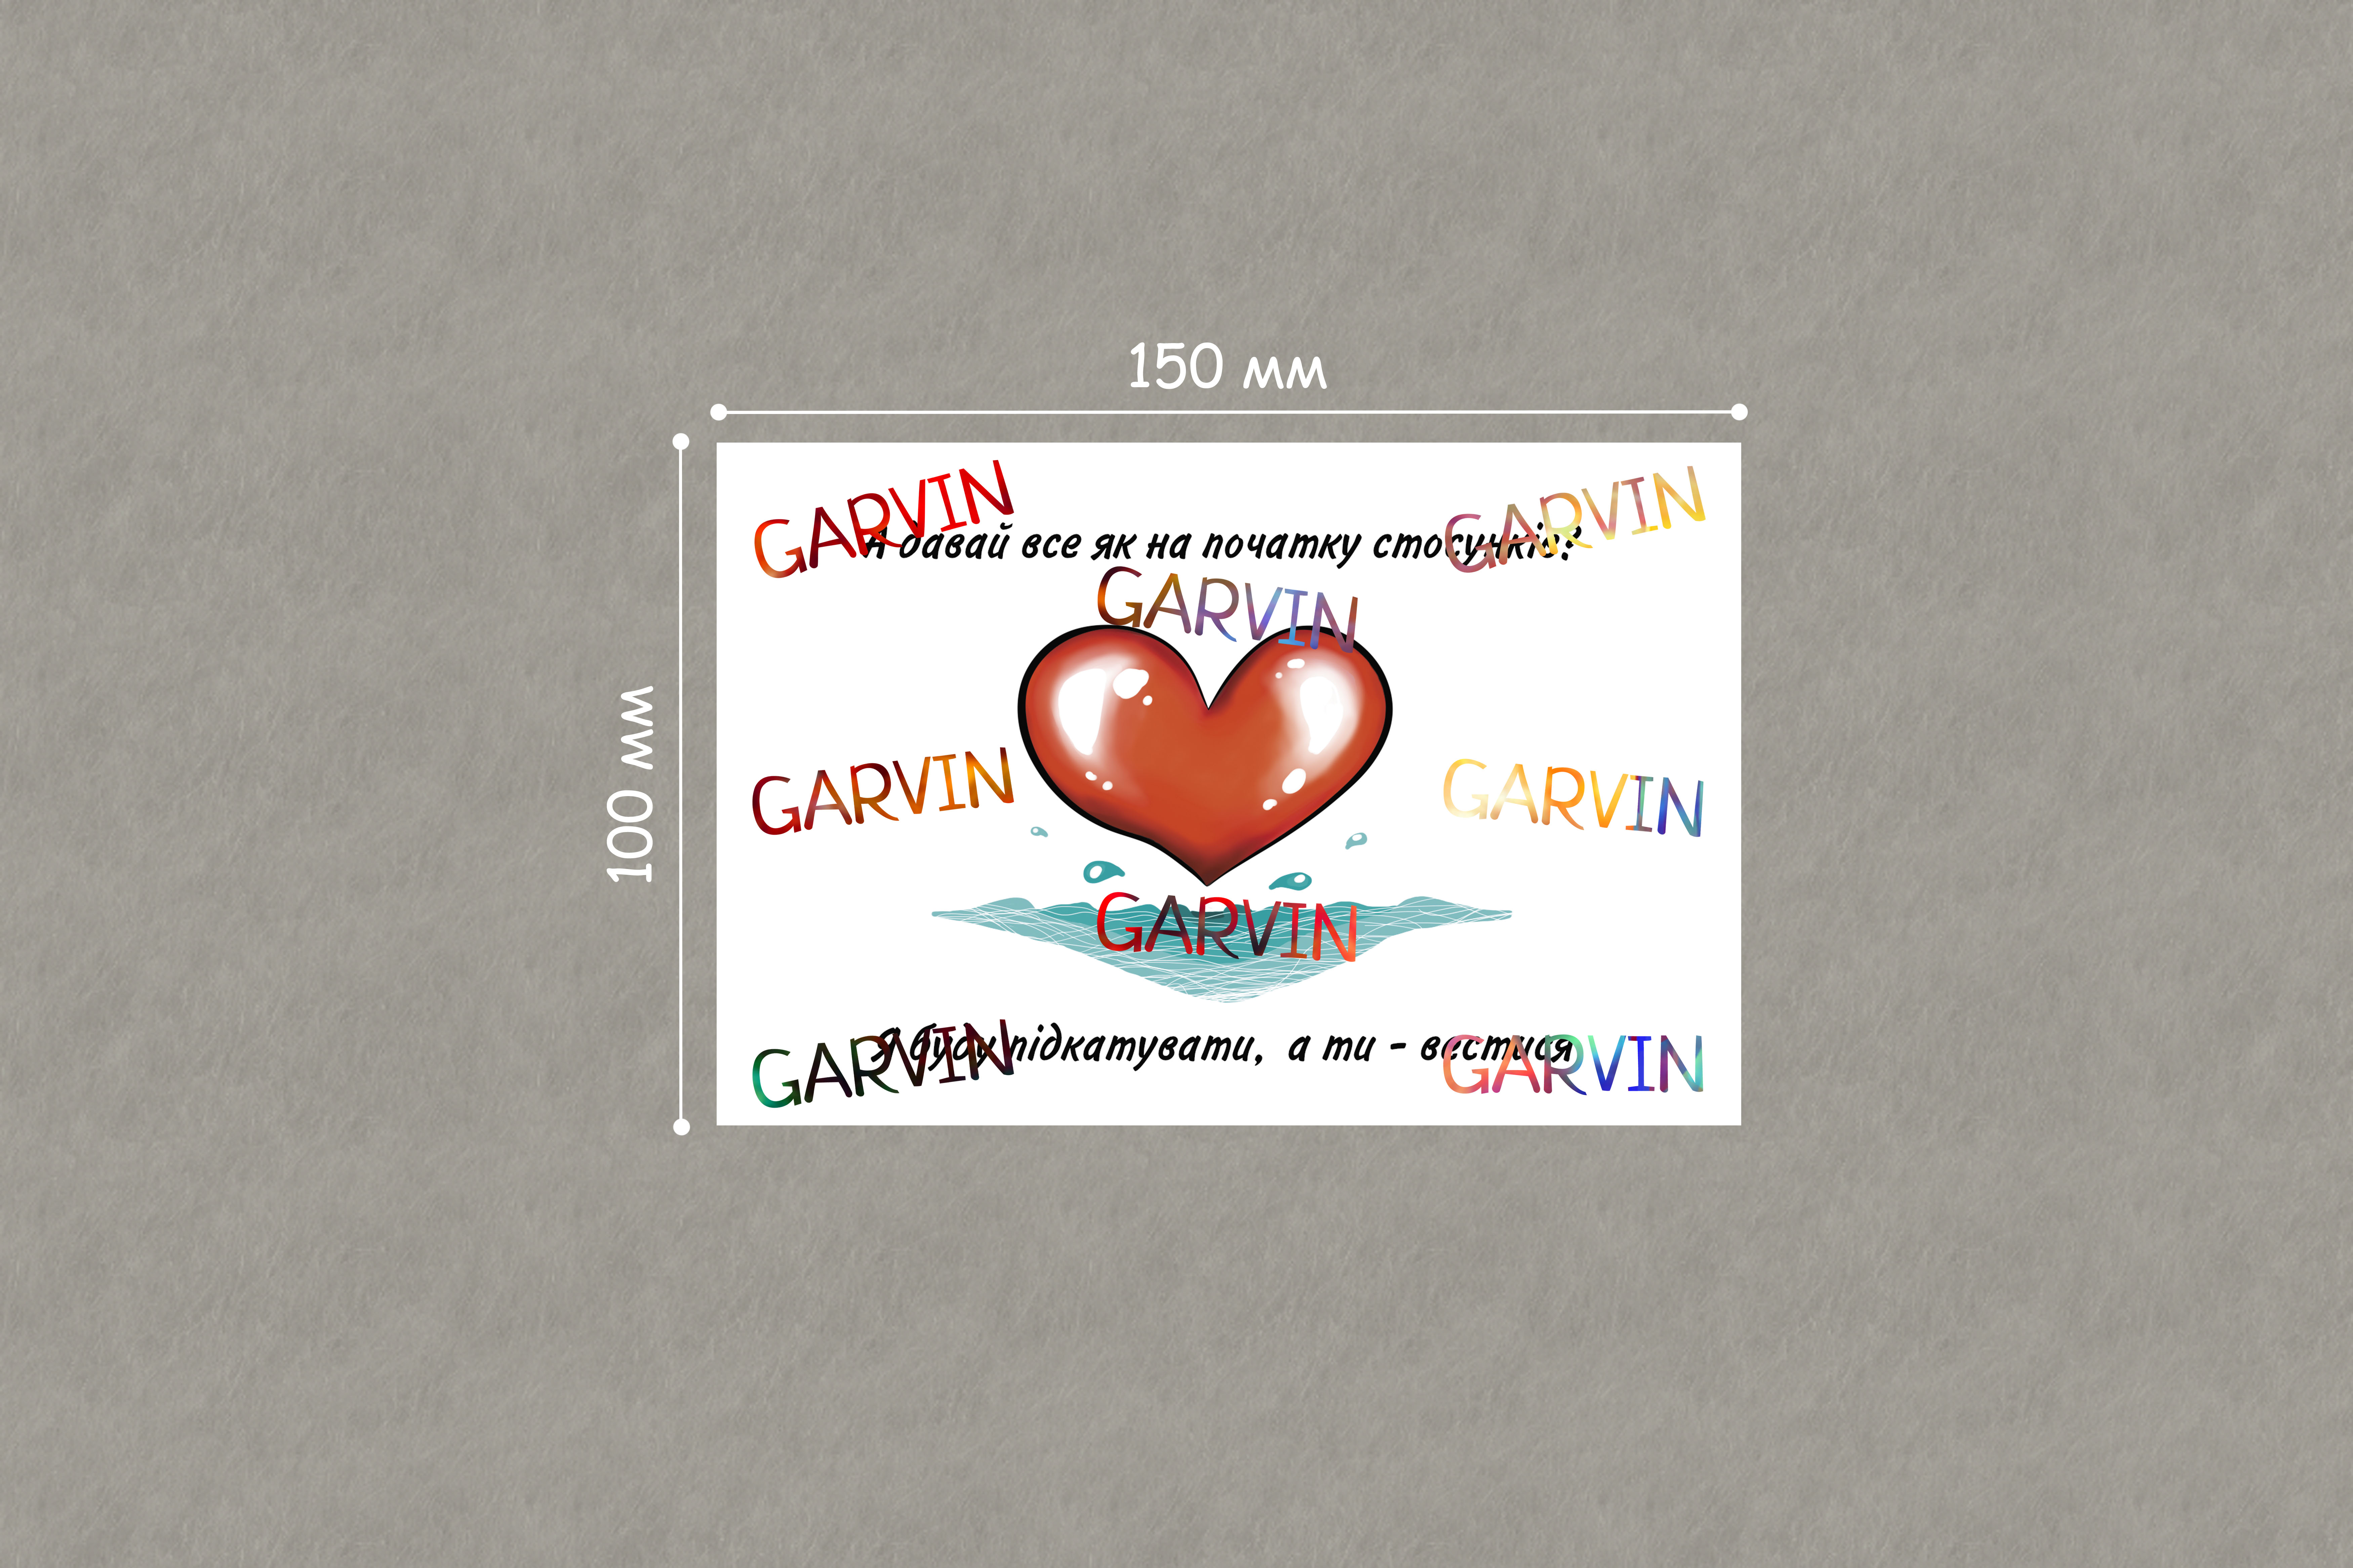 150 мм
100 мм
GARVIN GARVIN
А давай все як на початку стосунків?
GARVIN
GARVIN GARVIN
GARVIN
Я буду підкатувати, а ти - вестися
GARVIN GARVIN